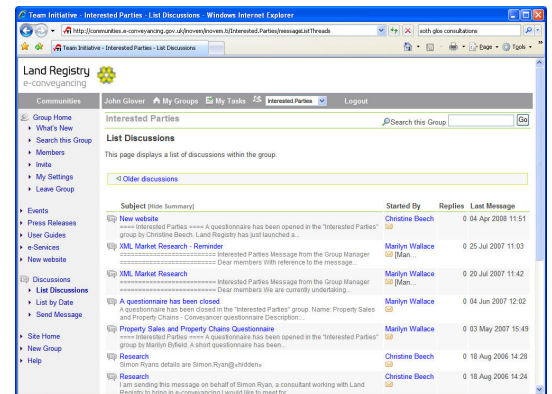 Team Initiative - Interested Parties - List Discussions - Windows Internet Explorer
http://communities.e-conveyancing.gov.uk/inovem/inovem.ti/Interested.Parties/messageListThreads
soth glos consultations
Team Initiative - Interested Parties - List Discussions
Page
Tools
Land Registry
e-conveyancing
Communities
John Glover
My Groups
My Tasks
Interested Parties
Logout
Group Home
What's New
Search this Group
Members
Invite
My Settings
Leave Group
Events
Press Releases
User Guides
e-Services
New website
Discussions
List Discussions
List by Date
Send Message
Site Home
New Group
Help
Interested Parties
Search this Group
Go
List Discussions
This page displays a list of discussions within the group.
Older discussions
Subject [Hide Summary] Started By Replies Last Message
New website Christine Beech 0 04 Apr 2008 11:51
==== Interested Parties ==== A questionnaire has been opened in the "Interested Parties"
group by Christine Beech. Land Registry has just launched a...
XML Market Research - Reminder Marilyn Wallace 0 25 Jul 2007 11:03
Interested Parties Message from the Group Manager [Man...
Dear members With reference to the message...
XML Market Research Marilyn Wallace 0 20 Jul 2007 11:42
Interested Parties Message from the Group Manager [Man...
Dear members We are currently undertaking...
A questionnaire has been closed Marilyn Wallace 0 04 Jun 2007 12:02
A questionnaire has been closed in the "Interested Parties" group. Name: Property Sales
and Property Chains - Conveyancer questionnaire Description:...
Property Sales and Property Chains Questionnaire Marilyn Wallace 0 03 May 2007 15:49
==== Interested Parties ==== A questionnaire has been opened in the "Interested Parties"
group by Marilyn Byfield. A short questionnaire has been...
Research Christine Beech 0 18 Aug 2006 14:28
Simon Ryans details are Simon.Ryan@«hidden»
Research Christine Beech 0 18 Aug 2006 14:24
I am sending this message on behalf of Simon Ryan, a consultant working with Land
Registry to bring in e-conveyancing I would like to meet for